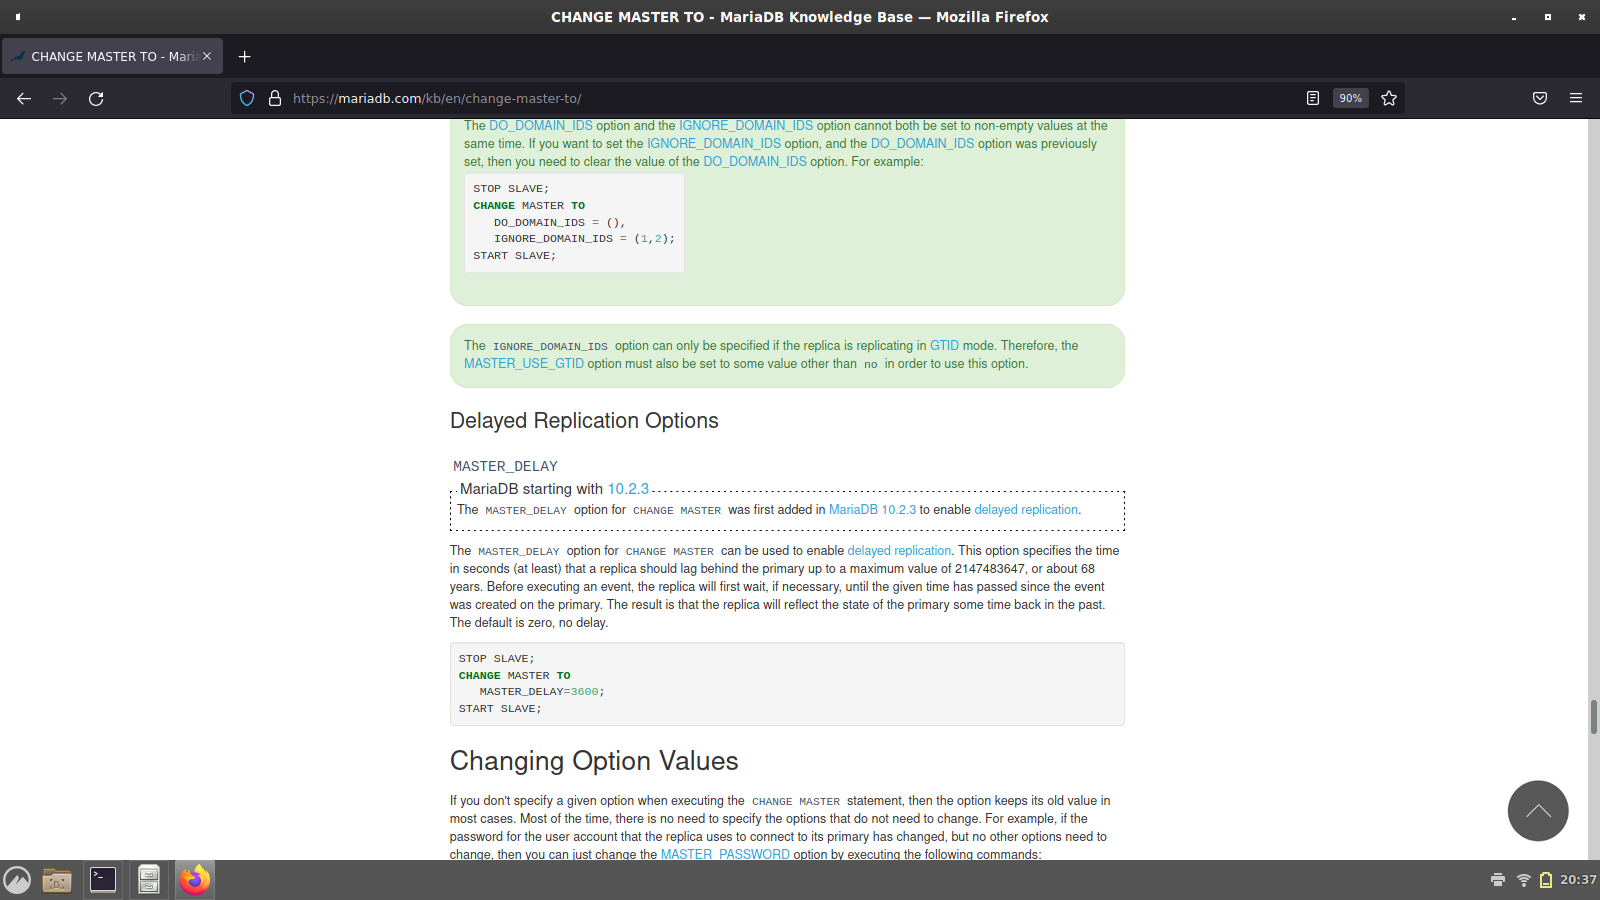 CHANGE MASTER TO - MariaDB Knowledge Base — Mozilla Firefox
CHANGE MASTER TO - Maria
https://mariadb.com/kb/en/change-master-to/
90%
The DO_DOMAIN_IDS option and the IGNORE_DOMAIN_IDS option cannot both be set to non-empty values at the
same time. If you want to set the IGNORE_DOMAIN_IDS option, and the DO_DOMAIN_IDS option was previously
set, then you need to clear the value of the DO_DOMAIN_IDS option. For example:
STOP SLAVE;
CHANGE MASTER TO
DO_DOMAIN_IDS = (),
IGNORE_DOMAIN_IDS = (1,2);
START SLAVE;
The IGNORE_DOMAIN_IDS option can only be specified if the replica is replicating in GTID mode. Therefore, the
MASTER_USE_GTID option must also be set to some value other than no in order to use this option.
Delayed Replication Options
MASTER_DELAY
MariaDB starting with 10.2.3
The MASTER_DELAY option for CHANGE MASTER was first added in MariaDB 10.2.3 to enable delayed replication.
The MASTER_DELAY option for CHANGE MASTER can be used to enable delayed replication. This option specifies the time
in seconds (at least) that a replica should lag behind the primary up to a maximum value of 2147483647, or about 68
years. Before executing an event, the replica will first wait, if necessary, until the given time has passed since the event
was created on the primary. The result is that the replica will reflect the state of the primary some time back in the past.
The default is zero, no delay.
STOP SLAVE;
CHANGE MASTER TO
MASTER_DELAY=3600;
START SLAVE;
Changing Option Values
If you don't specify a given option when executing the CHANGE MASTER statement, then the option keeps its old value in
most cases. Most of the time, there is no need to specify the options that do not need to change. For example, if the
password for the user account that the replica uses to connect to its primary has changed, but no other options need to
change, then you can just change the MASTER_PASSWORD option by executing the following commands:
20:37